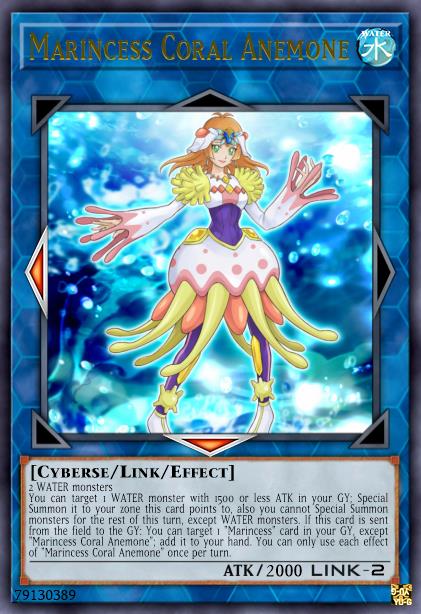 Marincess Coral Anemone
WATER
水
[Cyberse/Link/Effect]
2 WATER monsters
You can target 1 WATER monster with 1500 or less ATK in your GY; Special
Summon it to your zone this card points to, also you cannot Special Summon
monsters for the rest of this turn, except WATER monsters. If this card is sent
from the field to the GY: You can target 1 "Marincess" card in your GY, except
"Marincess Coral Anemone"; add it to your hand. You can only use each effect
of "Marincess Coral Anemone" once per turn.
ATK/2000 LINK-2
79130389